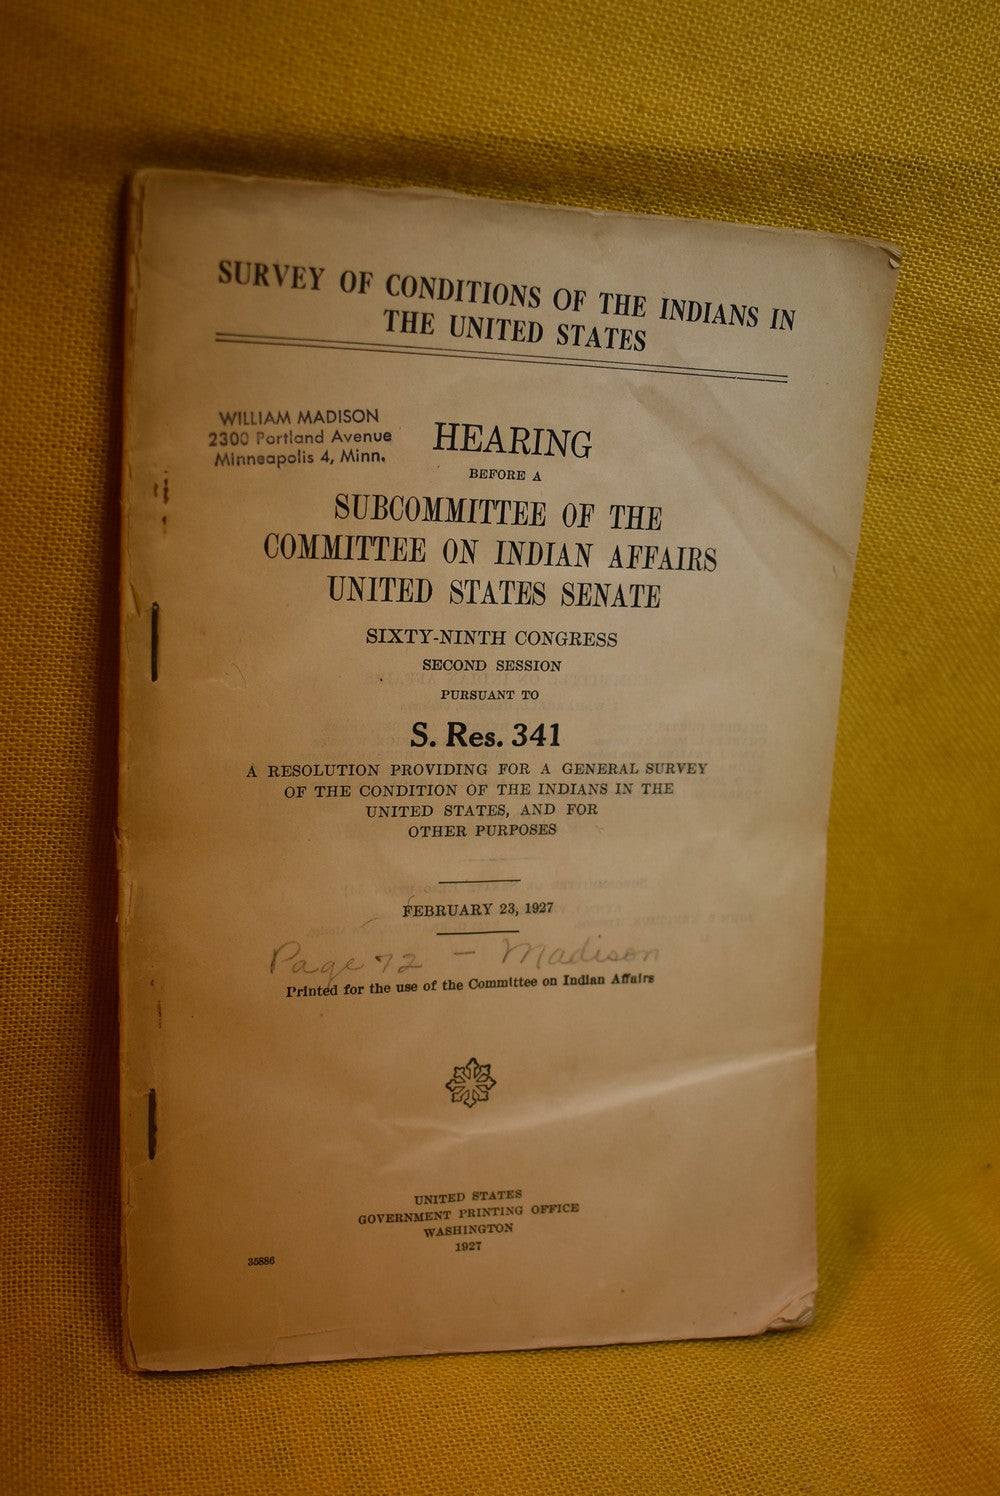 SURVEY OF CONDITIONS OF THE INDIANS IN
THE UNITED STATES
WILLIAM MADISON
2300 Portland Avenue
Minneapolis 4, Minn.
HEARING
BEFORE A
SUBCOMMITTEE OF THE
COMMITTEE ON INDIAN AFFAIRS
UNITED STATES SENATE
SIXTY-NINTH CONGRESS
SECOND SESSION
PURSUANT TO
S. Res. 341
A RESOLUTION PROVIDING FOR A GENERAL SURVEY
OF THE CONDITION OF THE INDIANS IN THE
UNITED STATES, AND FOR
OTHER PURPOSES
FEBRUARY 23, 1927
Page 72 – Madison
Printed for the use of the Committee on Indian Affairs
UNITED STATES
GOVERNMENT PRINTING OFFICE
WASHINGTON
1927
35886